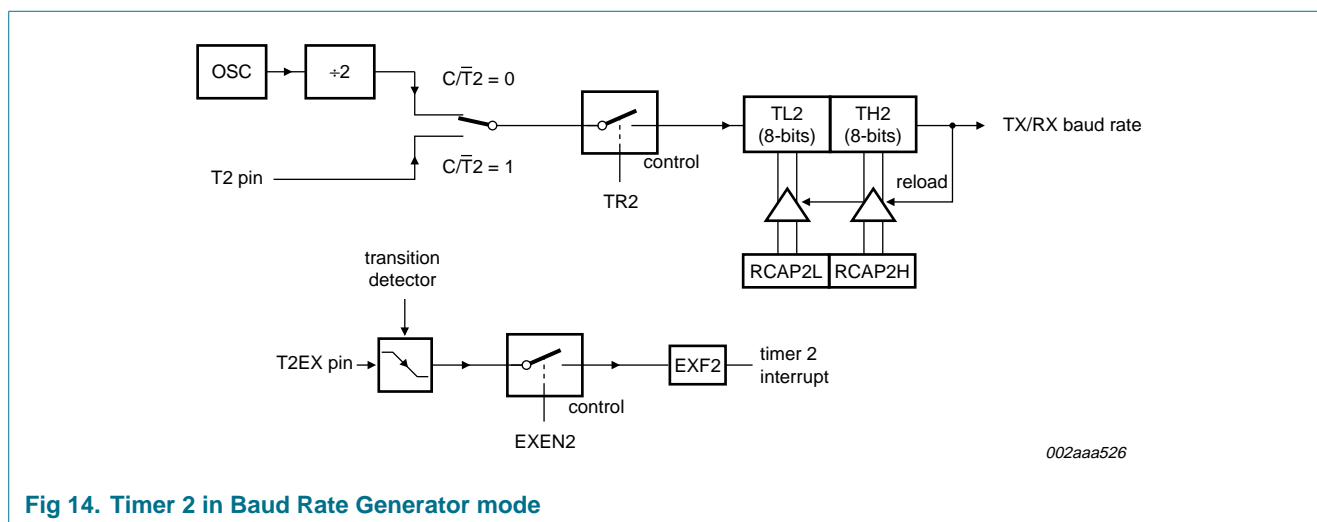 OSC
÷2
C/T̅2 = 0
C/T̅2 = 1
T2 pin
control
TR2
TL2
(8-bits)
TH2
(8-bits)
TX/RX baud rate
reload
RCAP2L
RCAP2H
transition
detector
T2EX pin
control
EXEN2
EXF2
timer 2
interrupt
002aaa526
Fig 14. Timer 2 in Baud Rate Generator mode